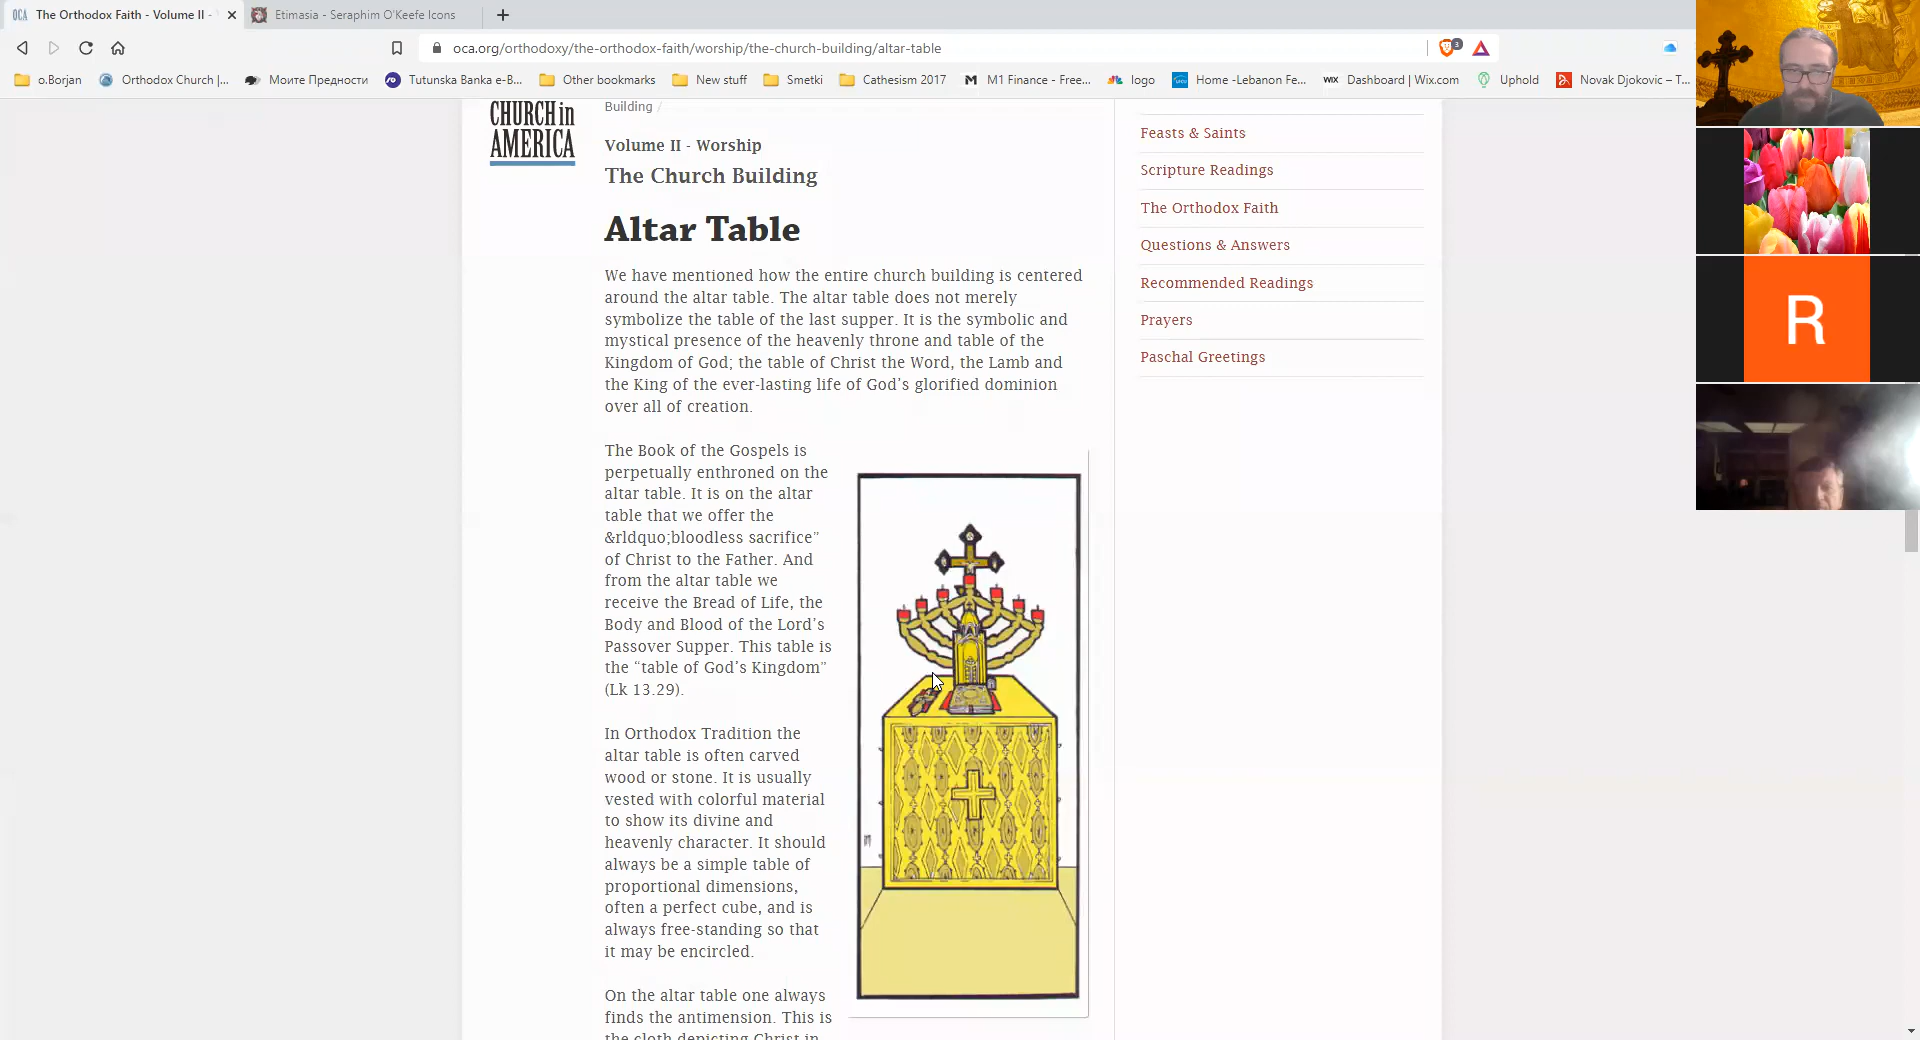 OCA The Orthodox Faith - Volume II -
Etimasia - Seraphim O'Keefe Icons
oca.org/orthodoxy/the-orthodox-faith/worship/the-church-building/altar-table
3
o.Borjan
Orthodox Church |...
Моите Предности
Tutunska Banka e-B...
Other bookmarks
New stuff
Smetki
Cathesism 2017
M1 Finance - Free...
logo
Home -Lebanon Fe...
WIX Dashboard | Wix.com
Uphold
Novak Djokovic – T...
CHURCH in
AMERICA
Building /
Volume II - Worship
The Church Building
Altar Table
We have mentioned how the entire church building is centered
around the altar table. The altar table does not merely
symbolize the table of the last supper. It is the symbolic and
mystical presence of the heavenly throne and table of the
Kingdom of God; the table of Christ the Word, the Lamb and
the King of the ever-lasting life of God's glorified dominion
over all of creation.
The Book of the Gospels is
perpetually enthroned on the
altar table. It is on the altar
table that we offer the
&rldquo;bloodless sacrifice”
of Christ to the Father. And
from the altar table we
receive the Bread of Life, the
Body and Blood of the Lord's
Passover Supper. This table is
the “table of God's Kingdom”
(Lk 13.29).
In Orthodox Tradition the
altar table is often carved
wood or stone. It is usually
vested with colorful material
to show its divine and
heavenly character. It should
always be a simple table of
proportional dimensions,
often a perfect cube, and is
always free-standing so that
it may be encircled.
On the altar table one always
finds the antimension. This is
the cloth depicting Christ in
Feasts & Saints
Scripture Readings
The Orthodox Faith
Questions & Answers
Recommended Readings
Prayers
Paschal Greetings
R